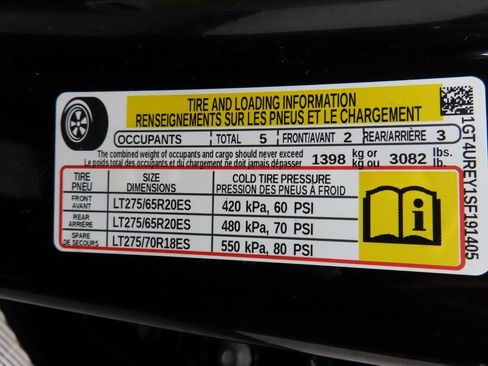 TIRE AND LOADING INFORMATION
RENSEIGNEMENTS SUR LES PNEUS ET LE CHARGEMENT
OCCUPANTS TOTAL 5 FRONT/AVANT 2 REAR/ARRIÈRE 3
The combined weight of occupants and cargo should never exceed 1398 kg or 3082 lbs.
Le poids total des occupants et du chargement ne doit jamais dépasser kg ou lb.
TIRE SIZE COLD TIRE PRESSURE
PNEU DIMENSIONS PRESSION DES PNEUS À FROID
FRONT
AVANT LT275/65R20ES 420 kPa, 60 PSI
REAR
ARRIÈRE LT275/65R20ES 480 kPa, 70 PSI
SPARE
DE SECOURS LT275/70R18ES 550 kPa, 80 PSI
1GT4UREY1SF191405